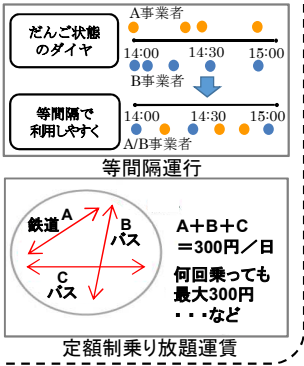 だんご状態
のダイヤ
A事業者
14:00 14:30 15:00
B事業者
等間隔で
利用しやすく
14:00 14:30 15:00
A/B事業者
等間隔運行
鉄道 A
B
バス
C
バス
A+B+C
=300円/日
何回乗っても
最大300円
・・・など
定額制乗り放題運賃